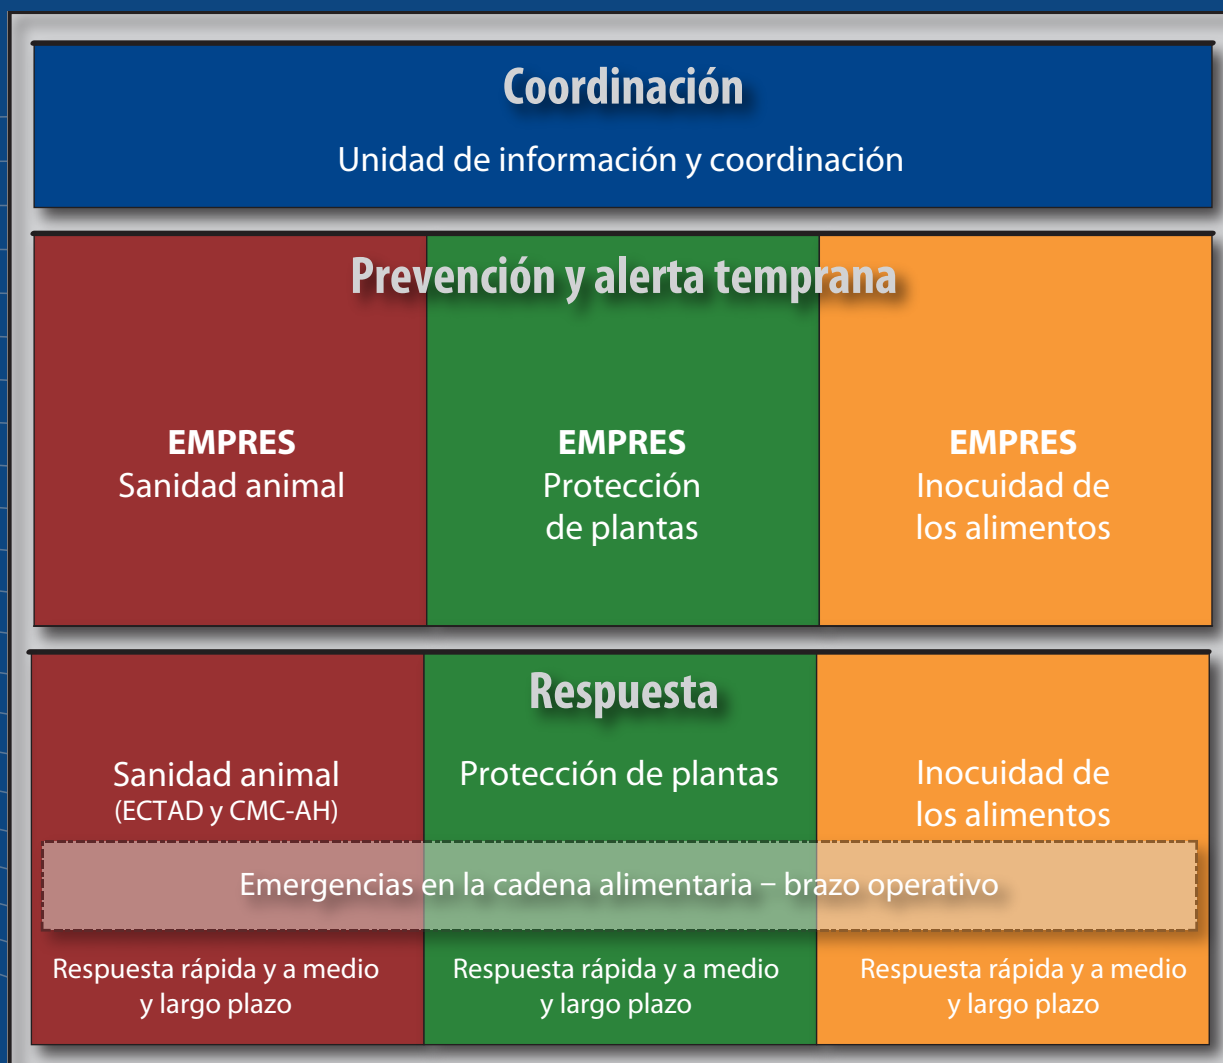 Coordinación
Unidad de información y coordinación
Prevención y alerta temprana
EMPRES
Sanidad animal
EMPRES
Protección
de plantas
EMPRES
Inocuidad de
los alimentos
Respuesta
Sanidad animal
(ECTAD y CMC-AH)
Protección de plantas
Inocuidad de
los alimentos
Emergencias en la cadena alimentaria – brazo operativo
Respuesta rápida y a medio
y largo plazo
Respuesta rápida y a medio
y largo plazo
Respuesta rápida y a medio
y largo plazo